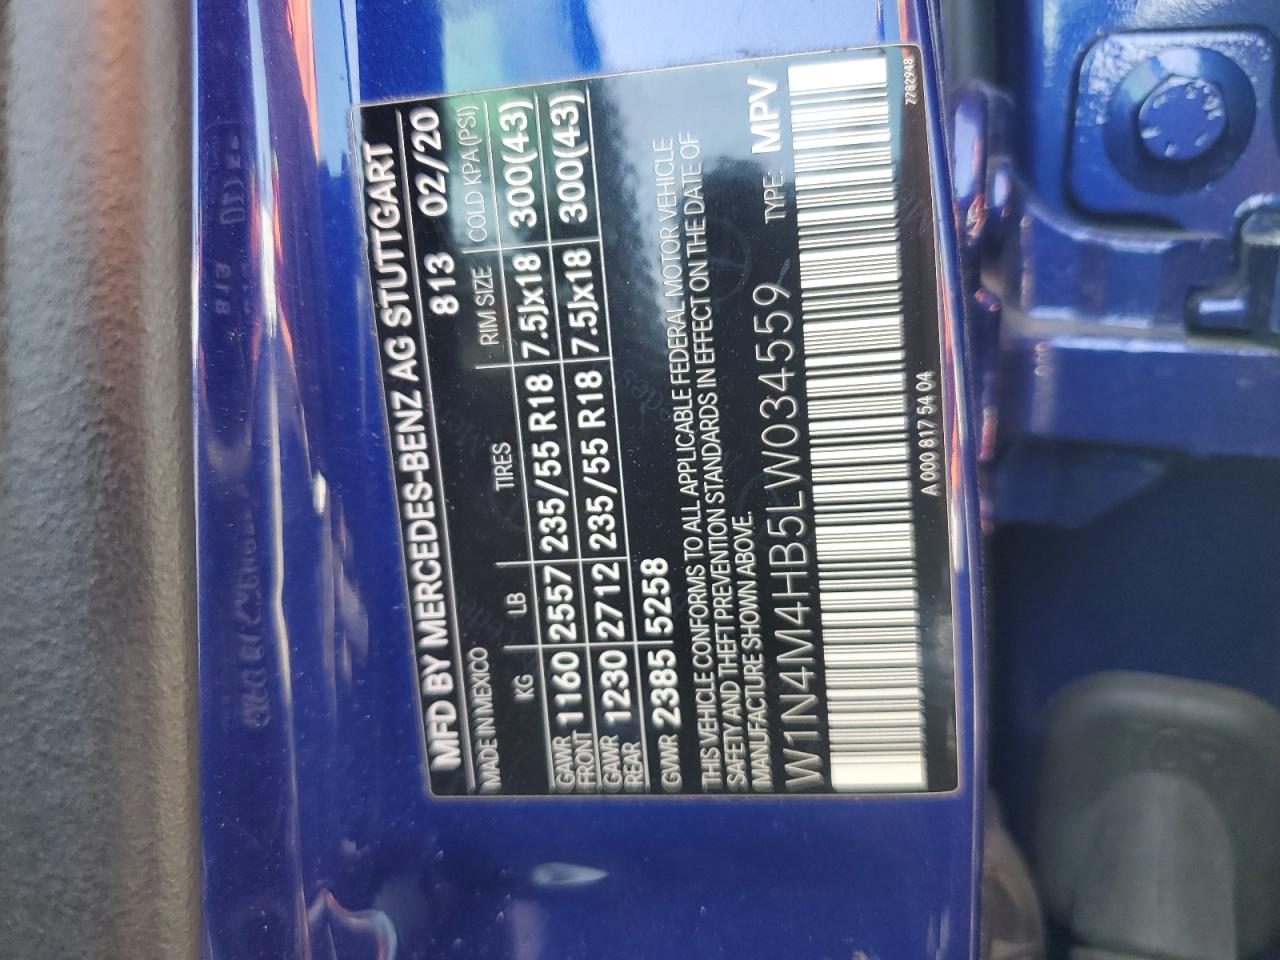 MFD BY MERCEDES-BENZ AG STUTTGART
MADE IN MEXICO 813 02/20
KG LB TIRES RIM SIZE COLD KPA(PSI)
GAWR FRONT 1160 2557 235/55 R18 7.5Jx18 300(43)
GAWR REAR 1230 2712 235/55 R18 7.5Jx18 300(43)
GVWR 2385 5258
THIS VEHICLE CONFORMS TO ALL APPLICABLE FEDERAL MOTOR VEHICLE
SAFETY AND THEFT PREVENTION STANDARDS IN EFFECT ON THE DATE OF
MANUFACTURE SHOWN ABOVE.
W1N4M4HB5LW034559 TYPE: MPV
A 000 817 54 04
7782948